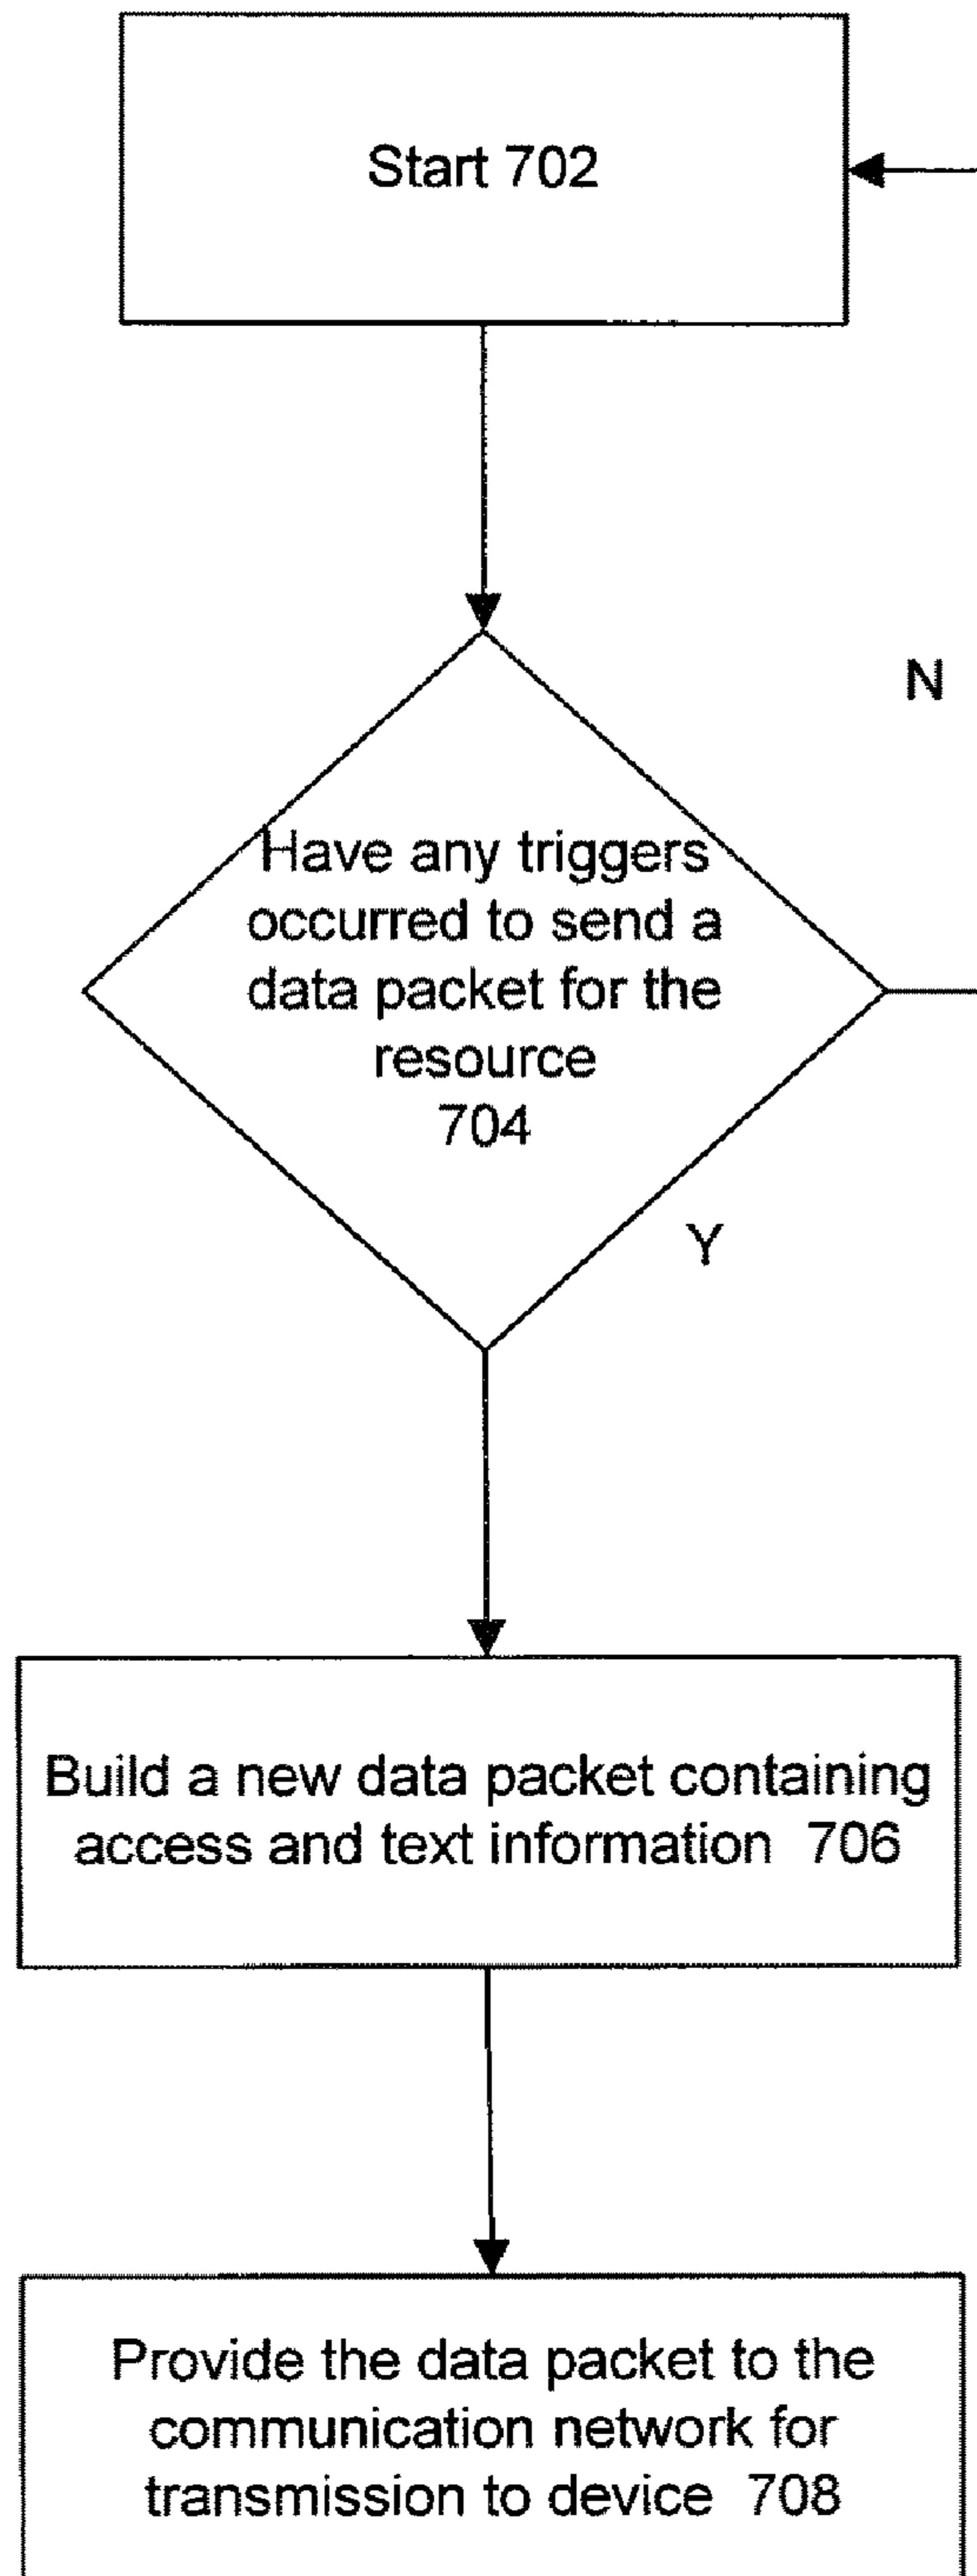 Start 702
N
Have any triggers
occurred to send a
data packet for the
resource
704
Y
Build a new data packet containing
access and text information 706
Provide the data packet to the
communication network for
transmission to device 708